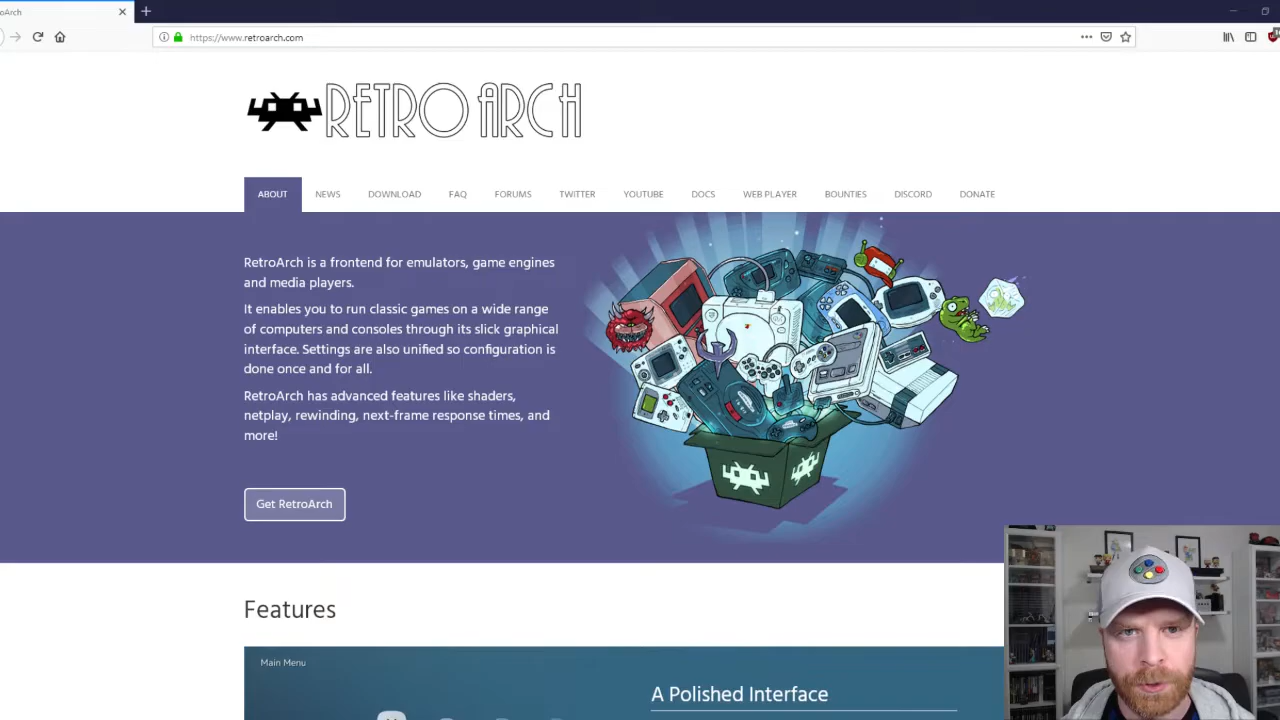 https://www.retroarch.com
RETROARCH
ABOUT
NEWS
DOWNLOAD
FAQ
FORUMS
TWITTER
YOUTUBE
DOCS
WEB PLAYER
BOUNTIES
DISCORD
DONATE
RetroArch is a frontend for emulators, game engines
and media players.
It enables you to run classic games on a wide range
of computers and consoles through its slick graphical
interface. Settings are also unified so configuration is
done once and for all.
RetroArch has advanced features like shaders,
netplay, rewinding, next-frame response times, and
more!
Get RetroArch
Features
Main Menu
A Polished Interface